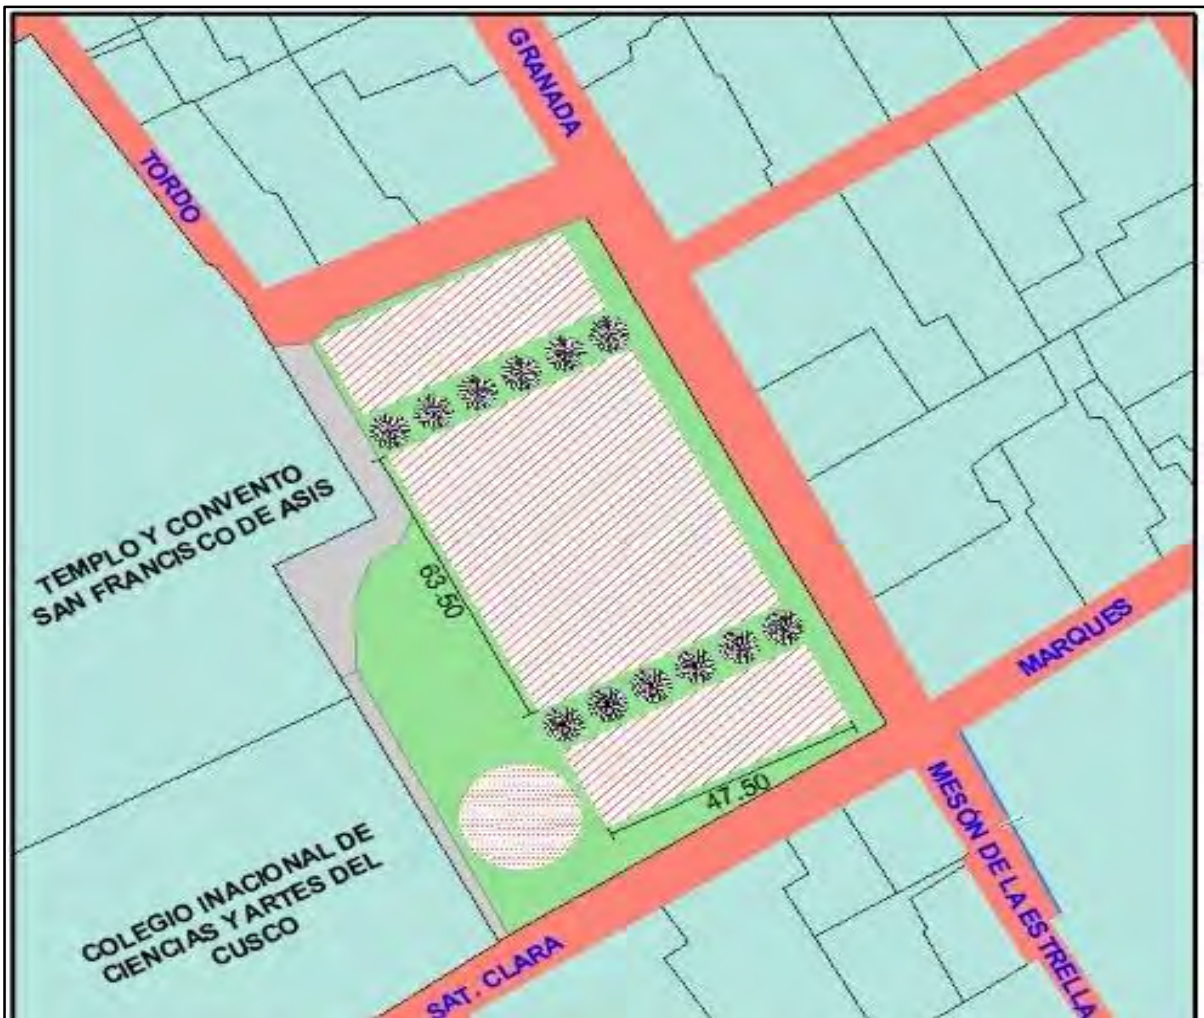 GRANADA
TORDO
TEMPLO Y CONVENTO
SAN FRANCISCO DE ASIS
63.50
MARQUES
47.50
MESÓN DE LA ESTRELLA
COLEGIO INACIONAL DE
CIENCIAS Y ARTES DEL
CUSCO
SAT. CLARA